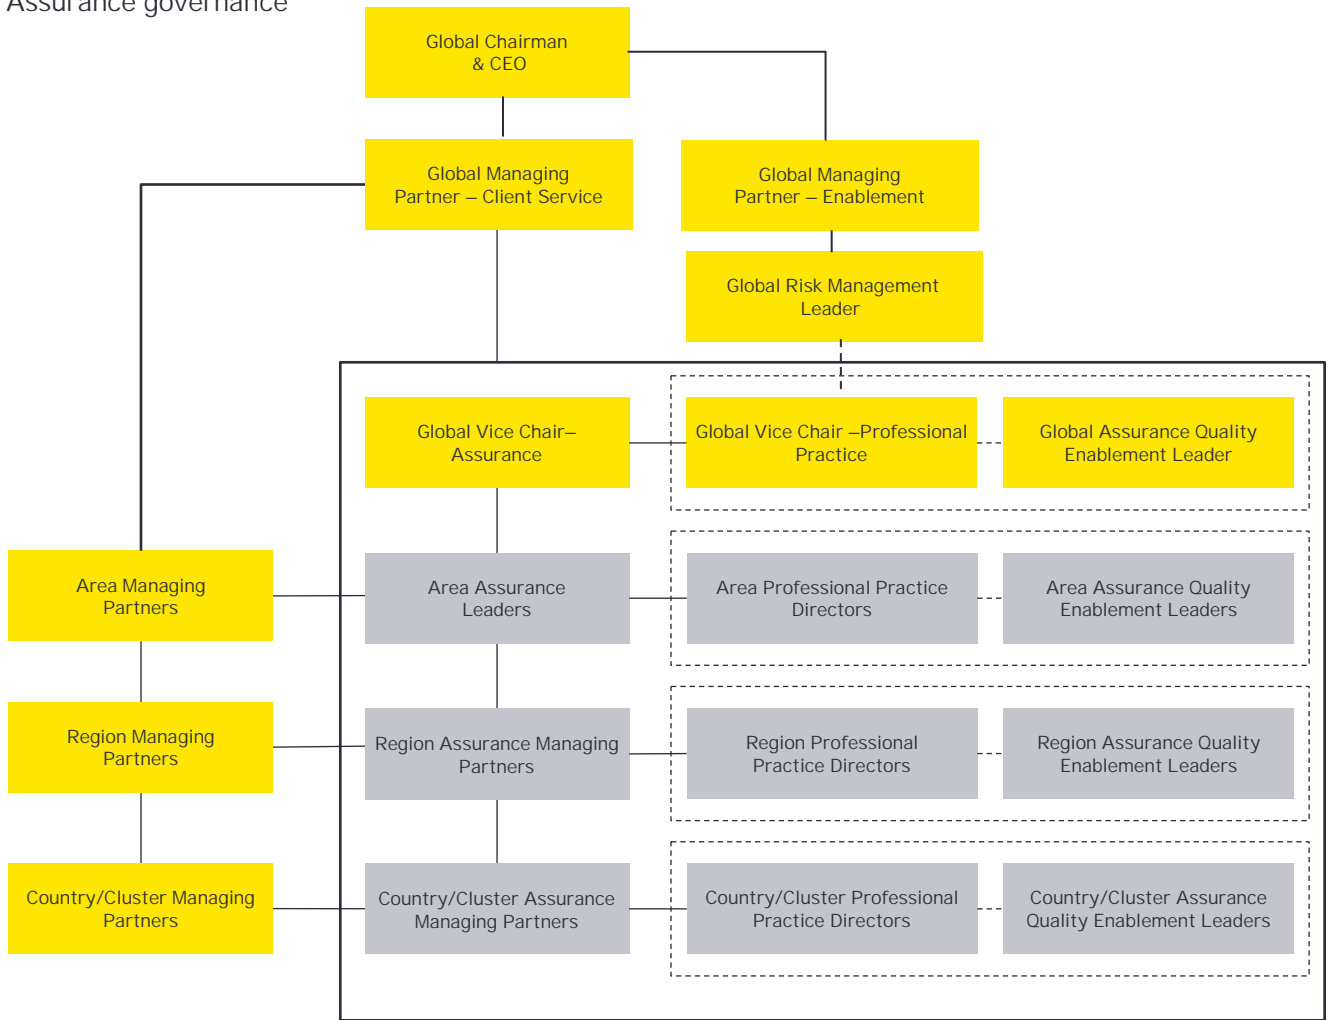 Assurance governance
Global Chairman
& CEO
Global Managing
Partner – Client Service
Global Managing
Partner – Enablement
Global Risk Management
Leader
Global Vice Chair–
Assurance
Global Vice Chair –Professional
Practice
Global Assurance Quality
Enablement Leader
Area Managing
Partners
Area Assurance
Leaders
Area Professional Practice
Directors
Area Assurance Quality
Enablement Leaders
Region Managing
Partners
Region Assurance Managing
Partners
Region Professional
Practice Directors
Region Assurance Quality
Enablement Leaders
Country/Cluster Managing
Partners
Country/Cluster Assurance
Managing Partners
Country/Cluster Professional
Practice Directors
Country/Cluster Assurance
Quality Enablement Leaders